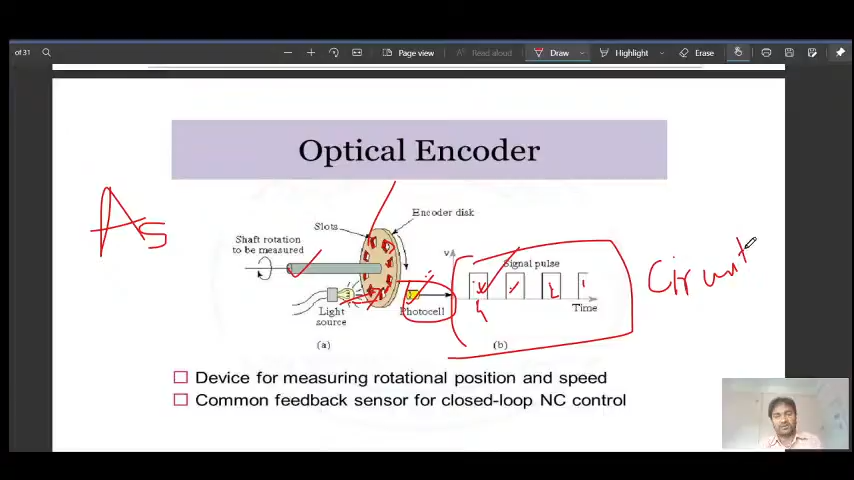 of 31
Page view
Read aloud
Draw
Highlight
Erase
Optical Encoder
As
Slots
Encoder disk
Shaft rotation
to be measured
Light
source
Photocell
(a)
v
Signal pulse
Time
(b)
Device for measuring rotational position and speed
Common feedback sensor for closed-loop NC control